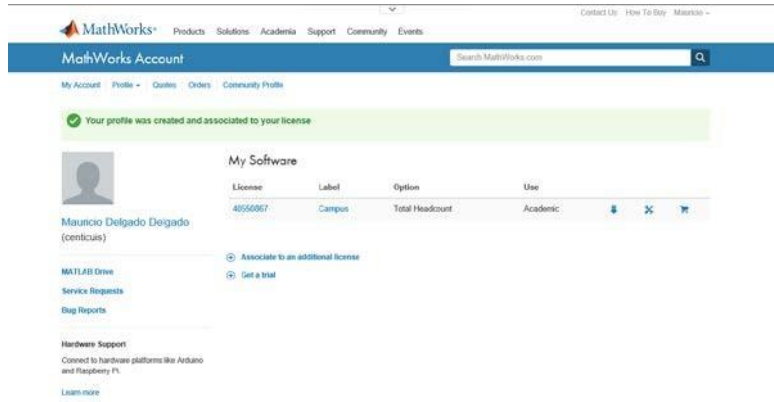 Contact Us How To Buy Mauricio
MathWorks® Products Solutions Academia Support Community Events
MathWorks Account
Search MathWorks.com
My Account Profile Quotes Orders Community Profile
Your profile was created and associated to your license
My Software
License Label Option Use
40550867 Campus Total Headcount Academic
Mauricio Delgado Delgado
(centicuis)
Associate to an additional license
Get a trial
MATLAB Drive
Service Requests
Bug Reports
Hardware Support
Connect to hardware platforms like Arduino
and Raspberry Pi.
Learn more